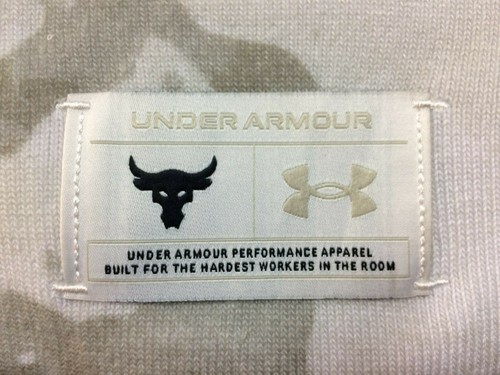 UNDER ARMOUR
UNDER ARMOUR PERFORMANCE APPAREL
BUILT FOR THE HARDEST WORKERS IN THE ROOM